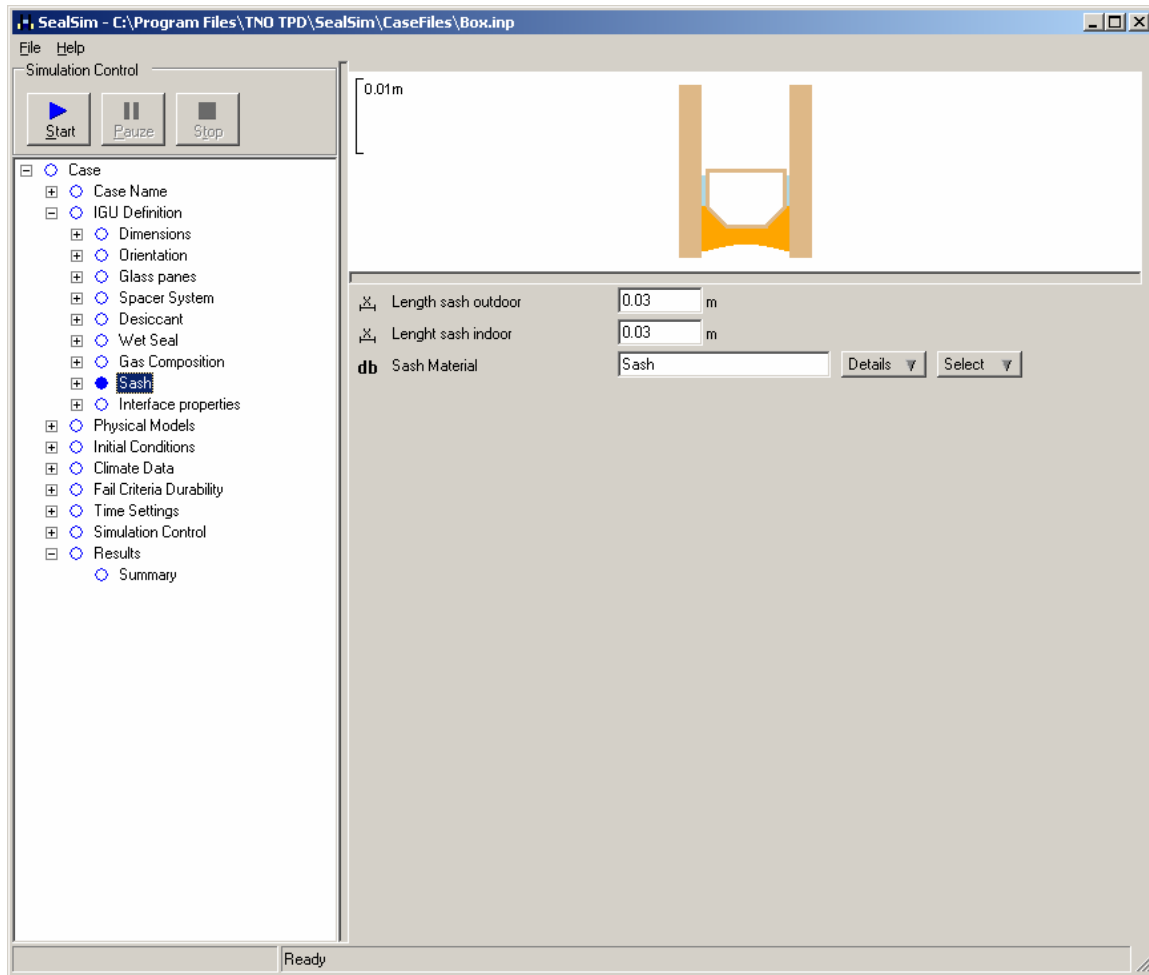 SealSim - C:\Program Files\TNO TPD\SealSim\CaseFiles\Box.inp
File Help
Simulation Control
Start
Pauze
Stop
Case
Case Name
IGU Definition
Dimensions
Orientation
Glass panes
Spacer System
Desiccant
Wet Seal
Gas Composition
Sash
Interface properties
Physical Models
Initial Conditions
Climate Data
Fail Criteria Durability
Time Settings
Simulation Control
Results
Summary
0.01m
X Length sash outdoor 0.03 m
X Lenght sash indoor 0.03 m
db Sash Material Sash Details Select
Ready